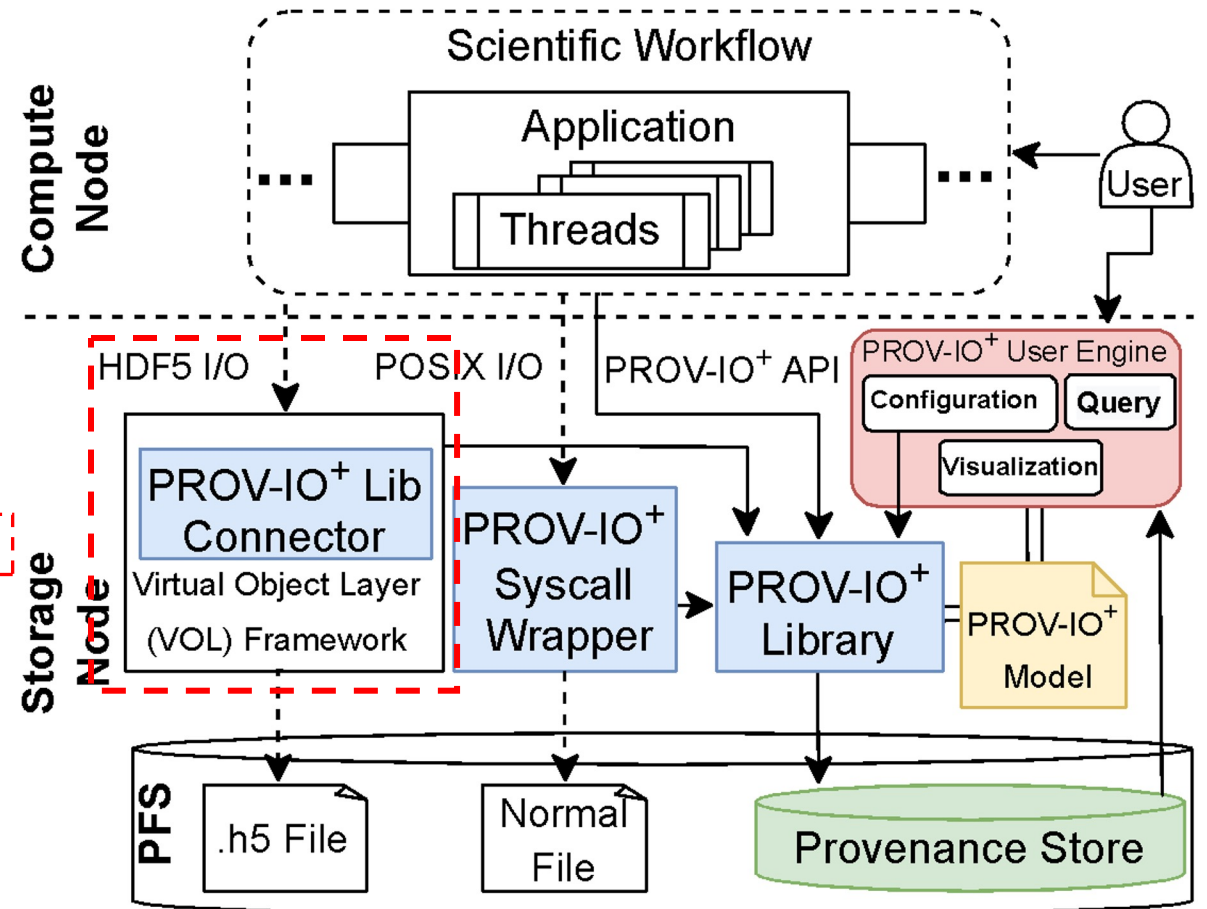 Scientific Workflow
Compute
Node
Application
...
...
Threads
User
HDF5 I/O
POSIX I/O
PROV-IO+ API
PROV-IO+ User Engine
Configuration
Query
Visualization
Storage
Node
PROV-IO+ Lib
Connector
Virtual Object Layer
(VOL) Framework
PROV-IO+
Syscall
Wrapper
PROV-IO+
Library
PROV-IO+
Model
PFS
.h5 File
Normal
File
Provenance Store